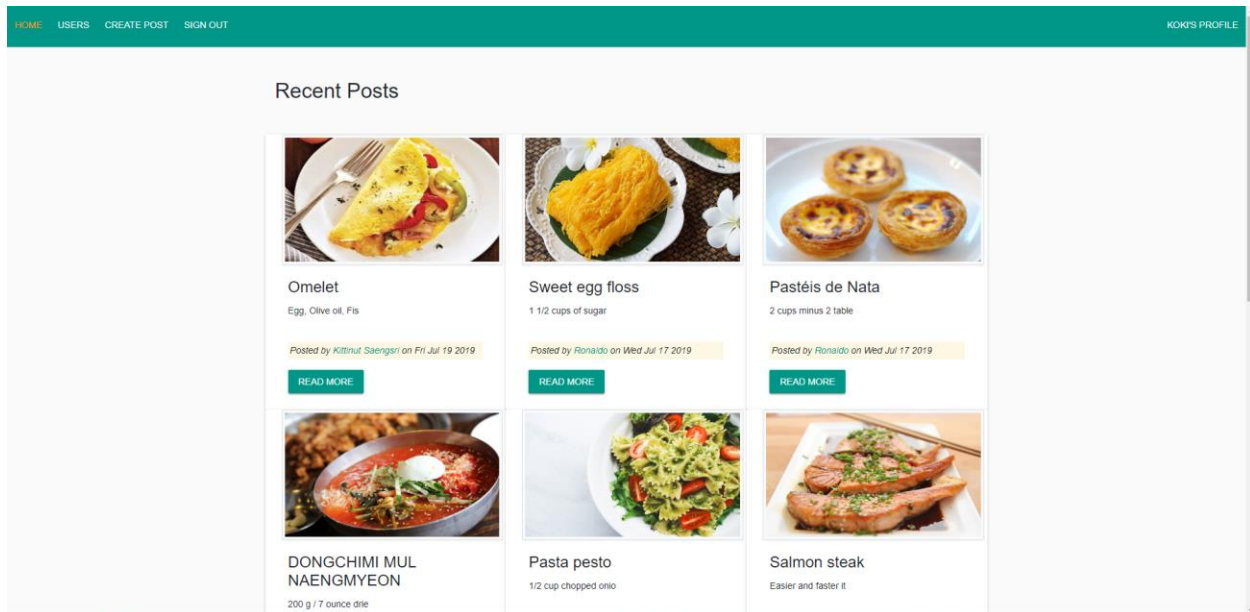 HOME USERS CREATE POST SIGN OUT KOKI'S PROFILE
Recent Posts
Omelet
Egg, Olive oil, Fis
Posted by Kittinut Saengsri on Fri Jul 19 2019
READ MORE
Sweet egg floss
1 1/2 cups of sugar
Posted by Ronaldo on Wed Jul 17 2019
READ MORE
Pastéis de Nata
2 cups minus 2 table
Posted by Ronaldo on Wed Jul 17 2019
READ MORE
DONGCHIMI MUL
NAENGMYEON
200 g / 7 ounce drie
Pasta pesto
1/2 cup chopped onio
Salmon steak
Easier and faster it